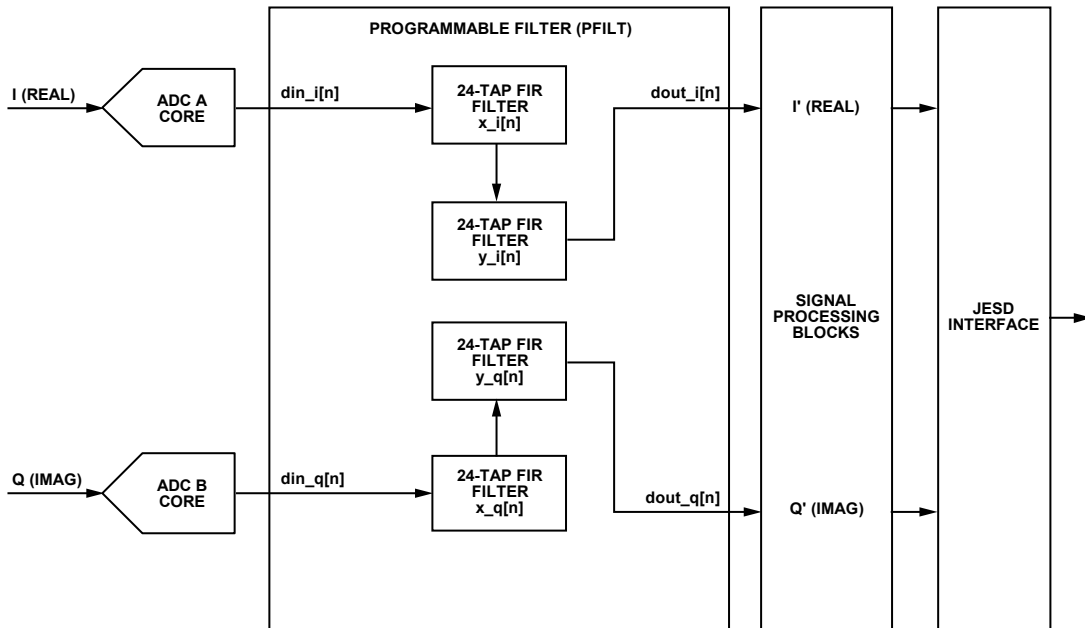 PROGRAMMABLE FILTER (PFILT)
I (REAL)
ADC A
CORE
din_i[n]
24-TAP FIR
FILTER
x_i[n]
dout_i[n]
I' (REAL)
24-TAP FIR
FILTER
y_i[n]
SIGNAL
PROCESSING
BLOCKS
JESD
INTERFACE
24-TAP FIR
FILTER
y_q[n]
Q (IMAG)
ADC B
CORE
din_q[n]
24-TAP FIR
FILTER
x_q[n]
dout_q[n]
Q' (IMAG)